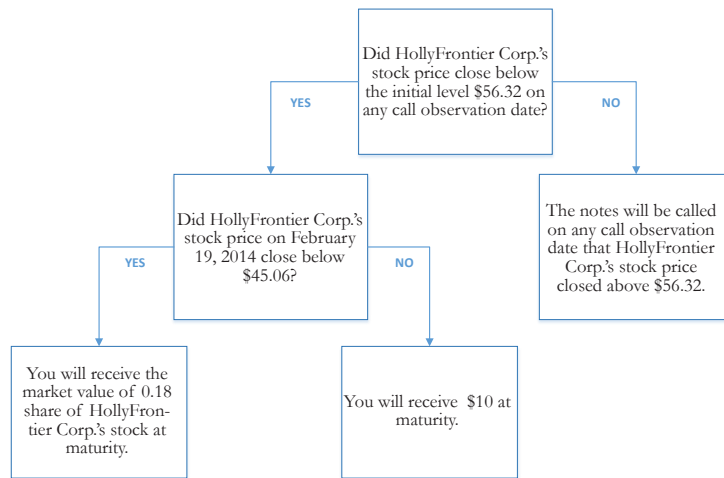 Did HollyFrontier Corp.'s
stock price close below
the initial level $56.32 on
any call observation date?
YES
NO
Did HollyFrontier Corp.'s
stock price on February
19, 2014 close below
$45.06?
The notes will be called
on any call observation
date that HollyFrontier
Corp.'s stock price
closed above $56.32.
YES
NO
You will receive the
market value of 0.18
share of HollyFron-
tier Corp.'s stock at
maturity.
You will receive $10 at
maturity.